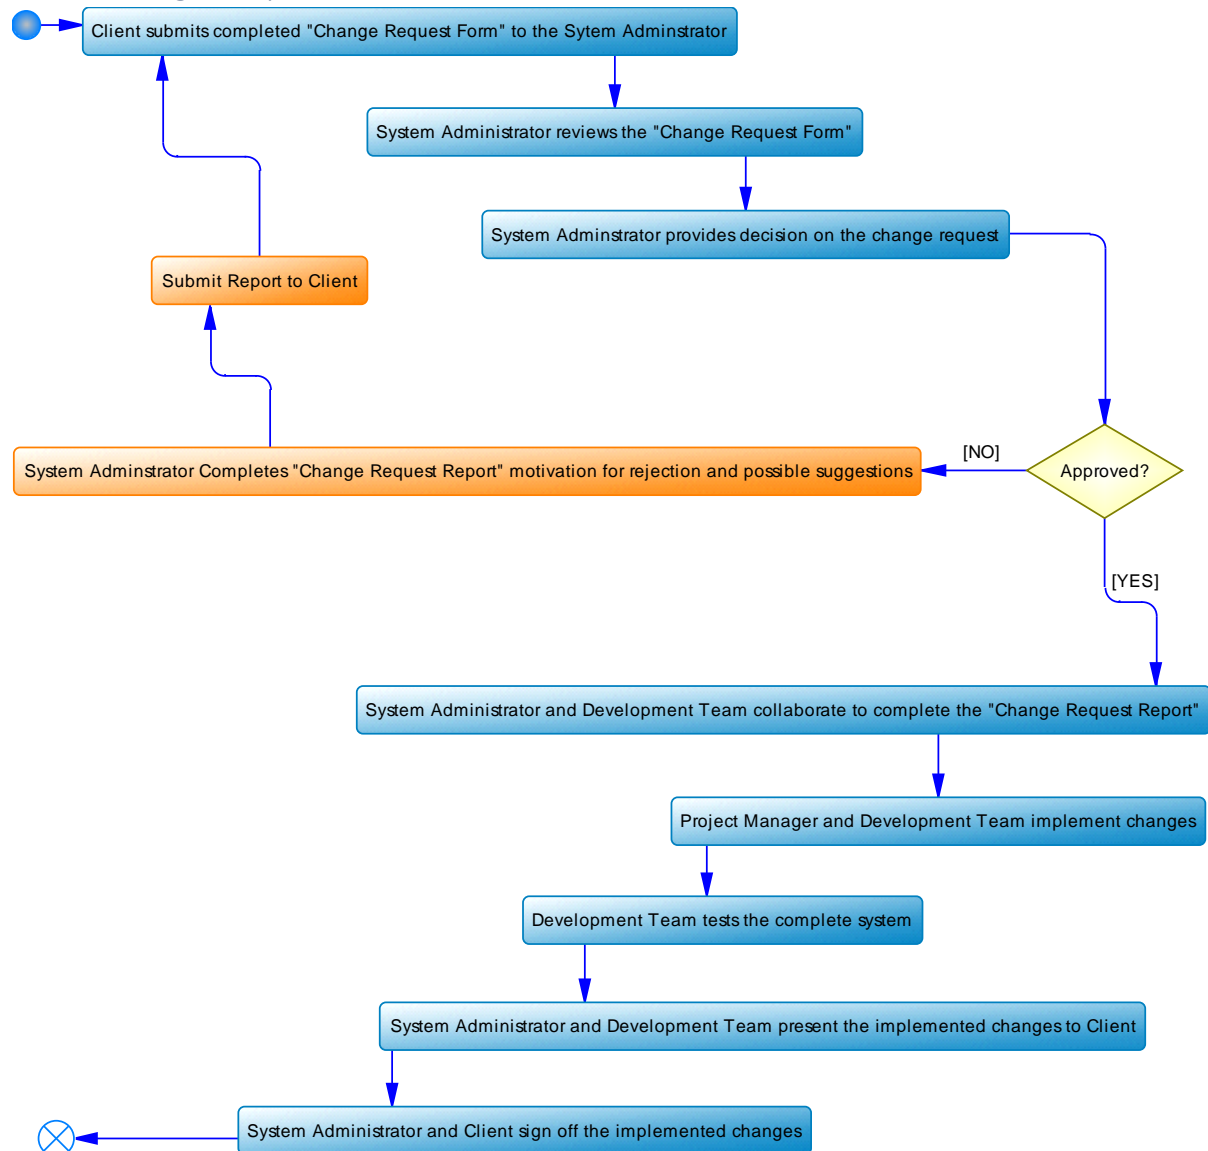 Client submits completed "Change Request Form" to the Sytem Adminstrator
System Administrator reviews the "Change Request Form"
System Adminstrator provides decision on the change request
Submit Report to Client
[NO]
System Adminstrator Completes "Change Request Report" motivation for rejection and possible suggestions
Approved?
[YES]
System Administrator and Development Team collaborate to complete the "Change Request Report"
Project Manager and Development Team implement changes
Development Team tests the complete system
System Administrator and Development Team present the implemented changes to Client
System Administrator and Client sign off the implemented changes